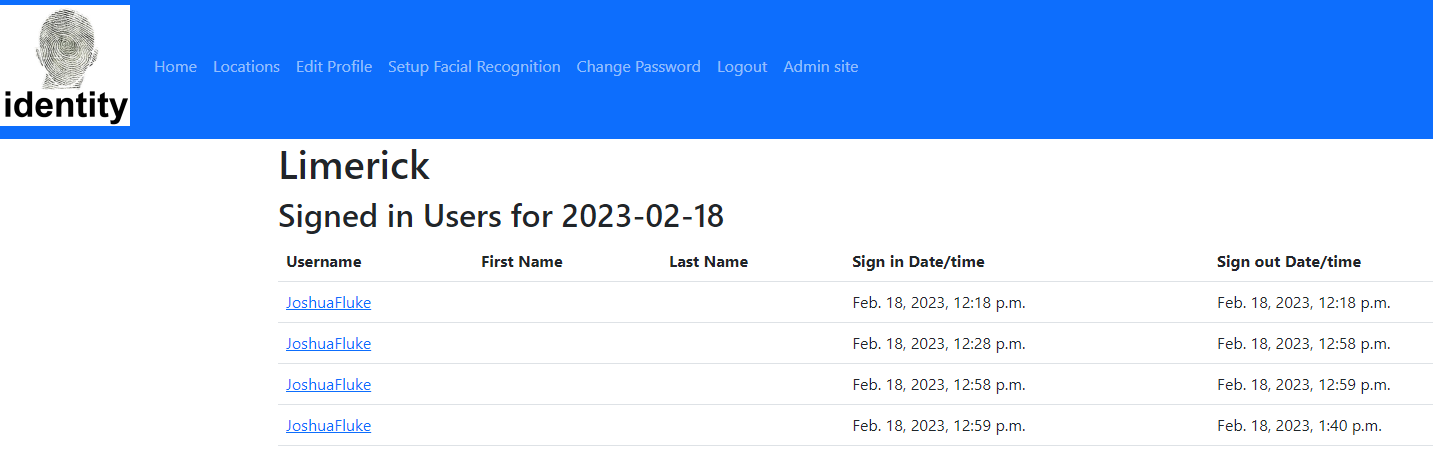 identity
Home Locations Edit Profile Setup Facial Recognition Change Password Logout Admin site
Limerick
Signed in Users for 2023-02-18
Username First Name Last Name Sign in Date/time Sign out Date/time
JoshuaFluke Feb. 18, 2023, 12:18 p.m. Feb. 18, 2023, 12:18 p.m.
JoshuaFluke Feb. 18, 2023, 12:28 p.m. Feb. 18, 2023, 12:58 p.m.
JoshuaFluke Feb. 18, 2023, 12:58 p.m. Feb. 18, 2023, 12:59 p.m.
JoshuaFluke Feb. 18, 2023, 12:59 p.m. Feb. 18, 2023, 1:40 p.m.